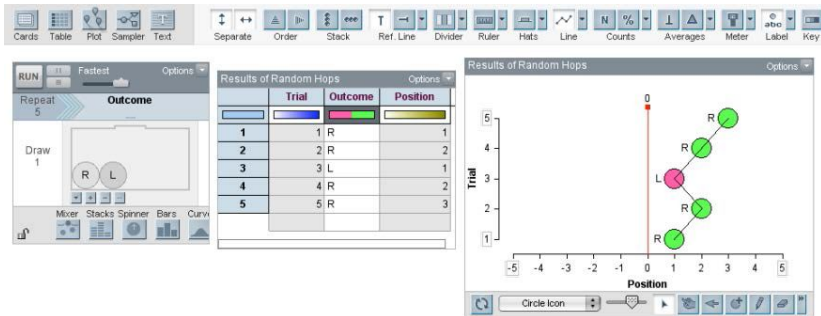 Cards Table Plot Sampler Text Separate Order Stack Ref. Line Divider Ruler Hats Line Counts Averages Meter Label Key
T N % abc
RUN Fastest Options
Repeat Outcome
5
Draw
1
R L
Mixer Stacks Spinner Bars Curv
Results of Random Hops Options
Trial Outcome Position
1 1 R 1
2 2 R 2
3 3 L 1
4 4 R 2
5 5 R 3
Results of Random Hops Options
0
5 R
4 R
Trial
3 L
2 R
1 R
-5 -4 -3 -2 -1 0 1 2 3 4 5
Position
Circle Icon